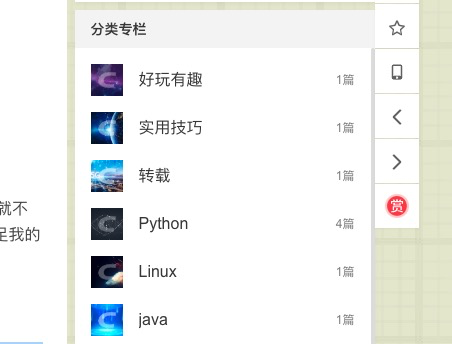 分类专栏
好玩有趣 1篇
实用技巧 1篇
转载 1篇
就不
Python 4篇
赏
足我的
Linux 1篇
java 1篇